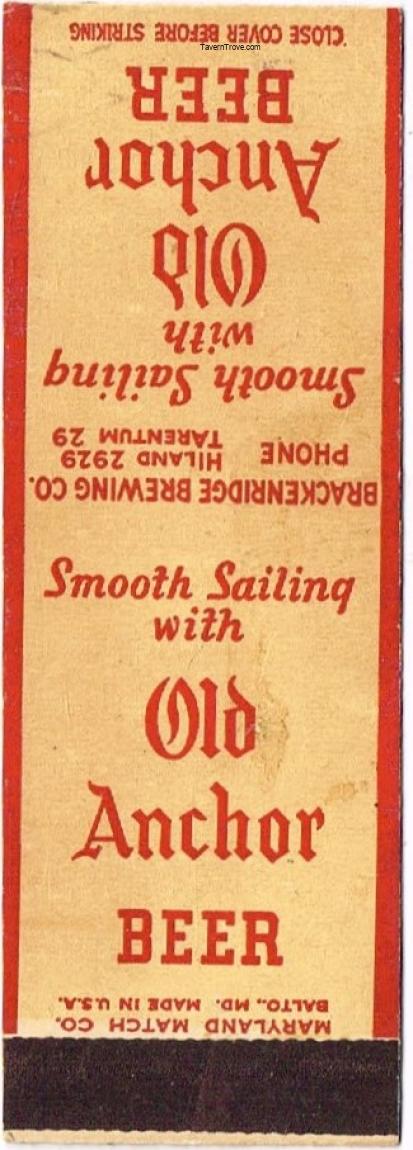 CLOSE COVER BEFORE STRIKING
TavernTrove.com
BEER
Anchor
Old
with
Smooth Sailing
TARENTUM 29
PHONE HILAND 2929
BRACKENRIDGE BREWING CO.
Smooth Sailing
with
Old
Anchor
BEER
BALTO., MD. MADE IN U.S.A.
MARYLAND MATCH CO.